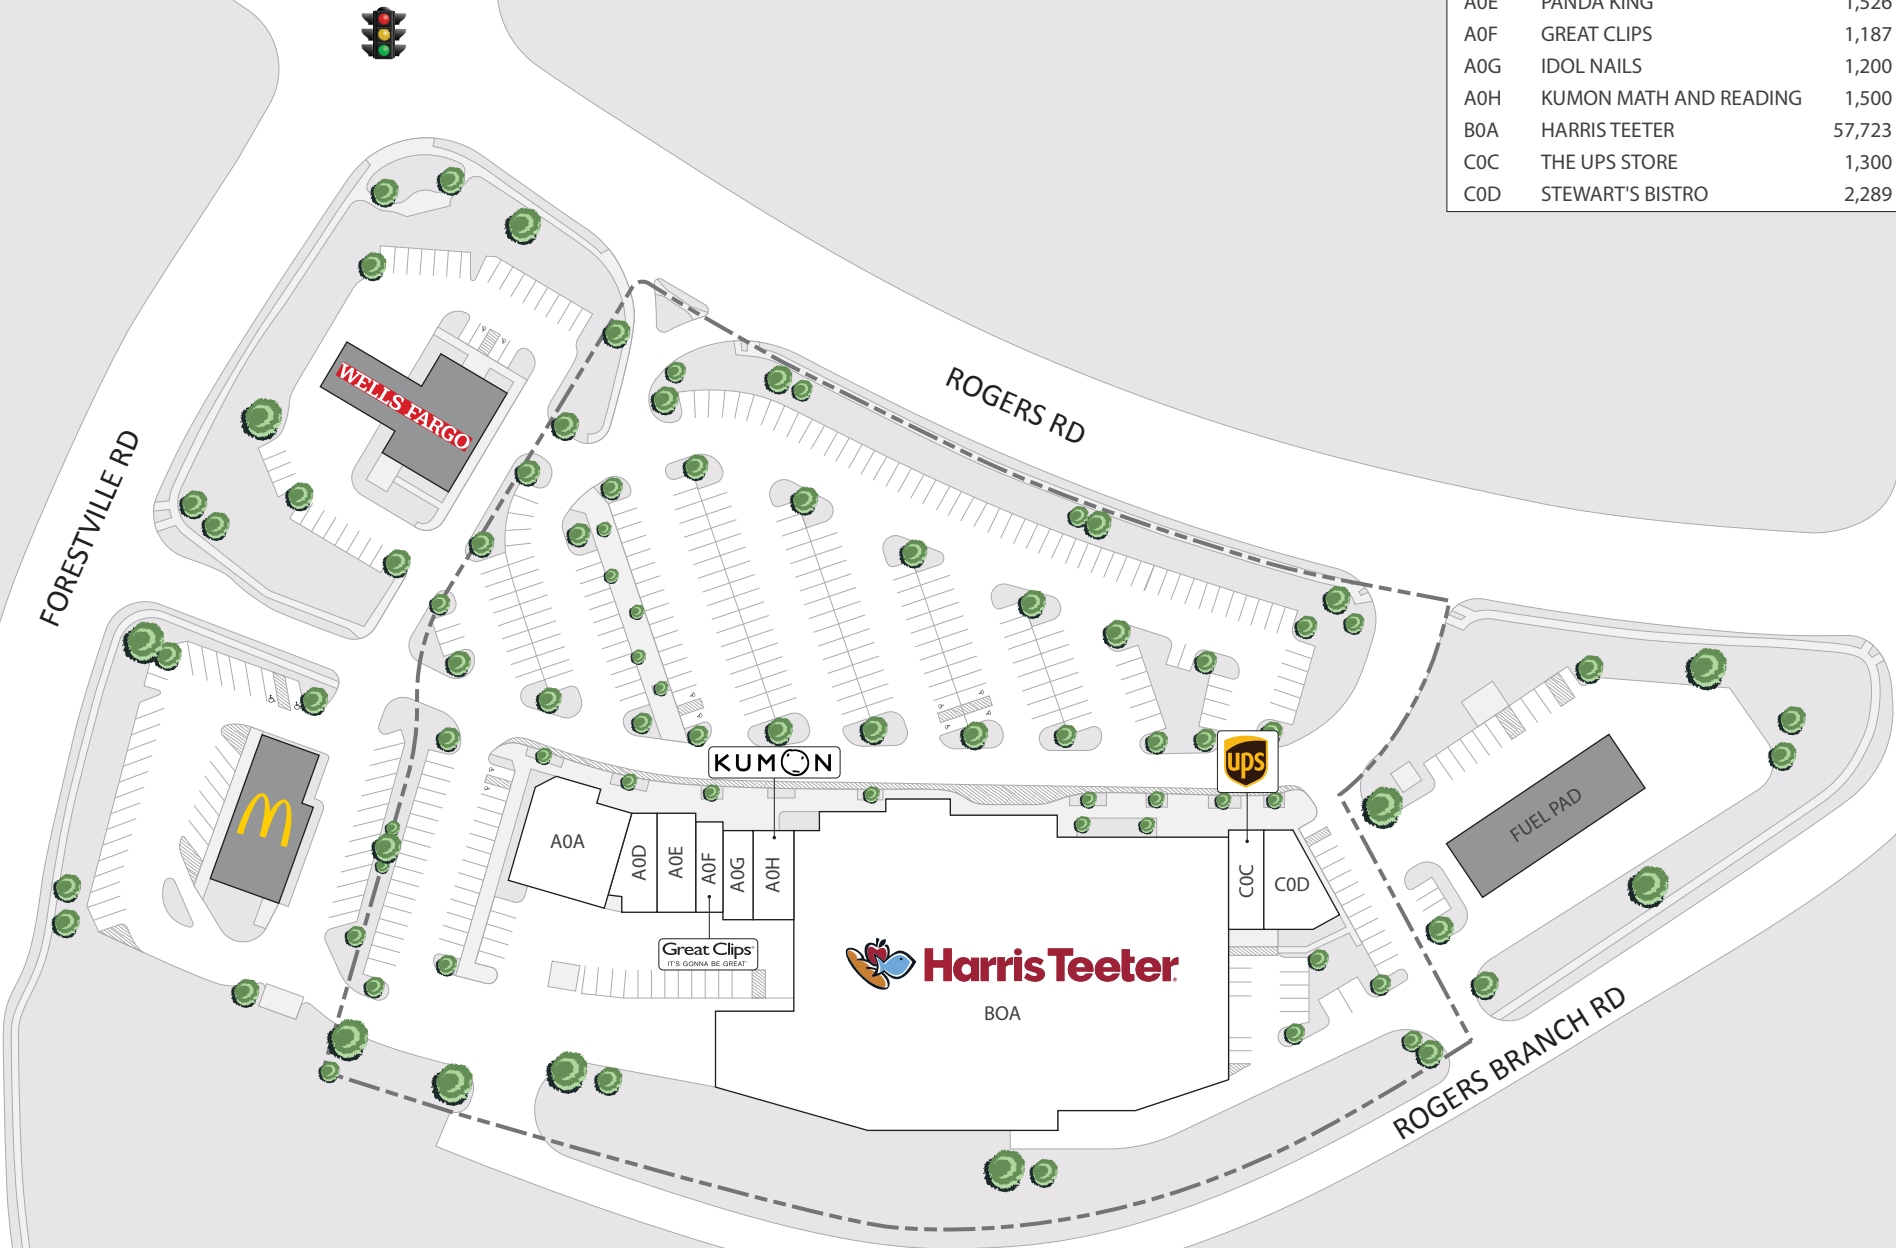 A0E PANDA KING 1,526
A0F GREAT CLIPS 1,187
A0G IDOL NAILS 1,200
A0H KUMON MATH AND READING 1,500
B0A HARRIS TEETER 57,723
C0C THE UPS STORE 1,300
C0D STEWART'S BISTRO 2,289
ROGERS RD
WELLS FARGO
FORESTVILLE RD
KUMON
ups
FUEL PAD
A0A
A0D
A0E
A0F
A0G
A0H
C0C
C0D
Great Clips
IT'S GONNA BE GREAT
Harris Teeter
BOA
ROGERS BRANCH RD